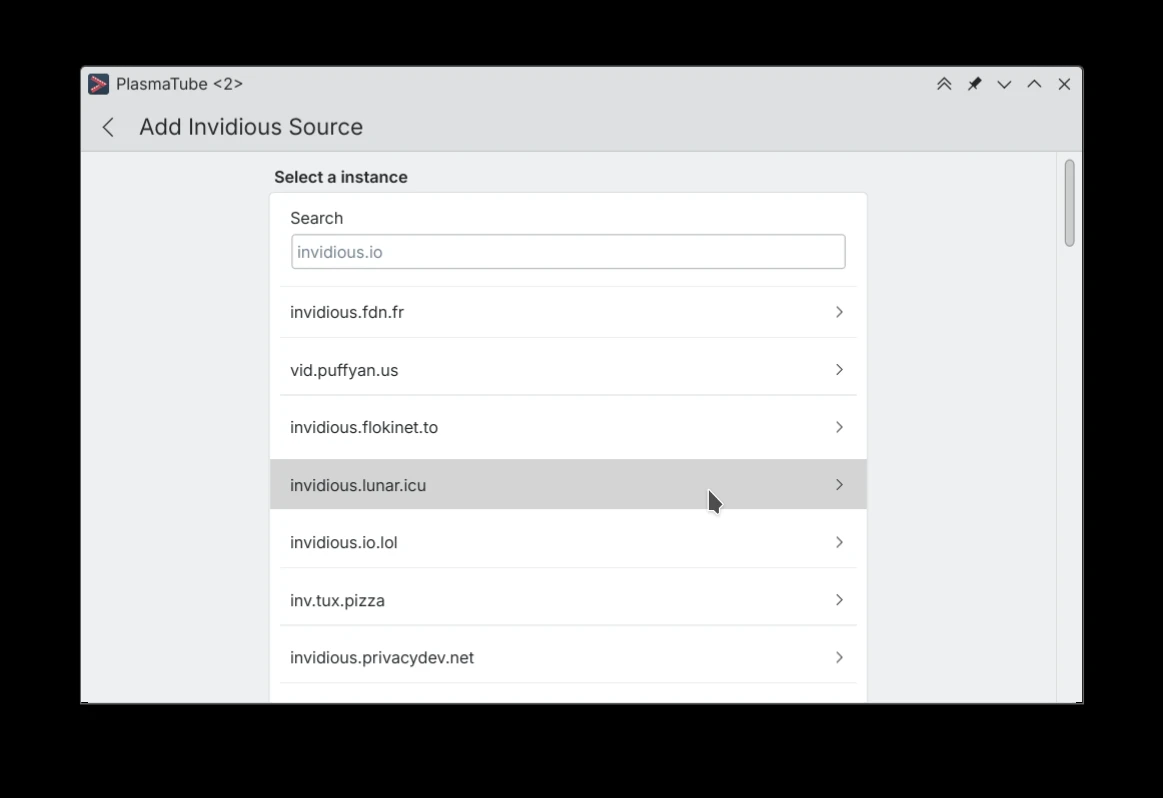 PlasmaTube <2>
Add Invidious Source
Select a instance
Search
invidious.io
invidious.fdn.fr
vid.puffyan.us
invidious.flokinet.to
invidious.lunar.icu
invidious.io.lol
inv.tux.pizza
invidious.privacydev.net